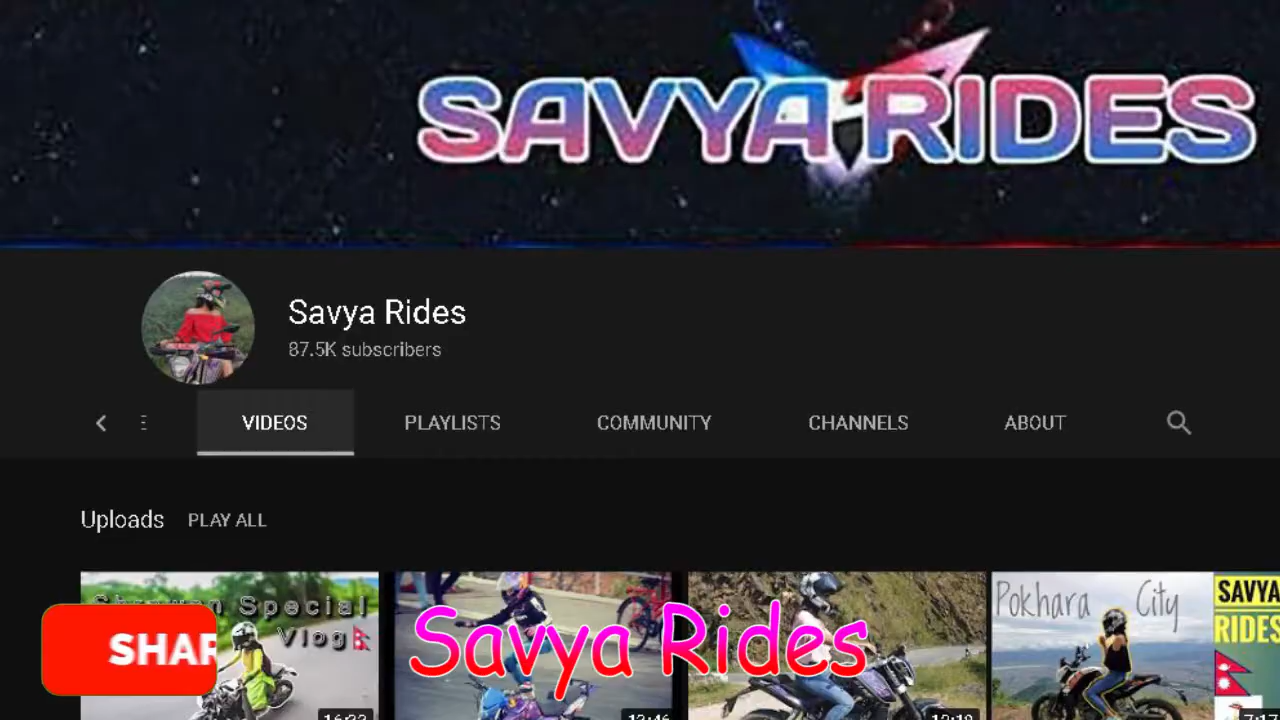 SAVYA RIDES
Savya Rides
87.5K subscribers
VIDEOS PLAYLISTS COMMUNITY CHANNELS ABOUT
Uploads PLAY ALL
Special
Vlog
Pokhara City
SAVYA
RIDES
SHAR
Savya Rides